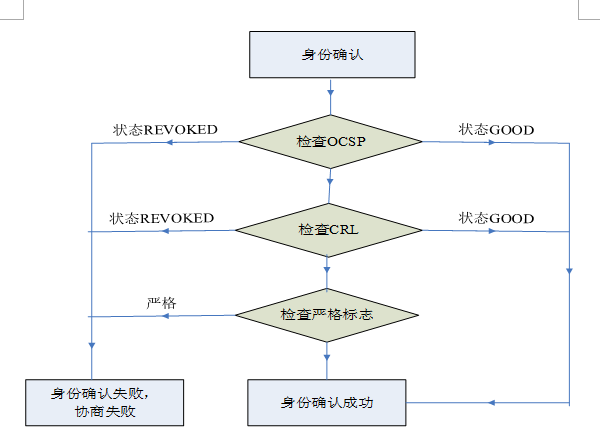 身份确认
状态REVOKED
检查OCSP
状态GOOD
状态REVOKED
检查CRL
状态GOOD
严格
检查严格标志
身份确认失败，
协商失败
身份确认成功